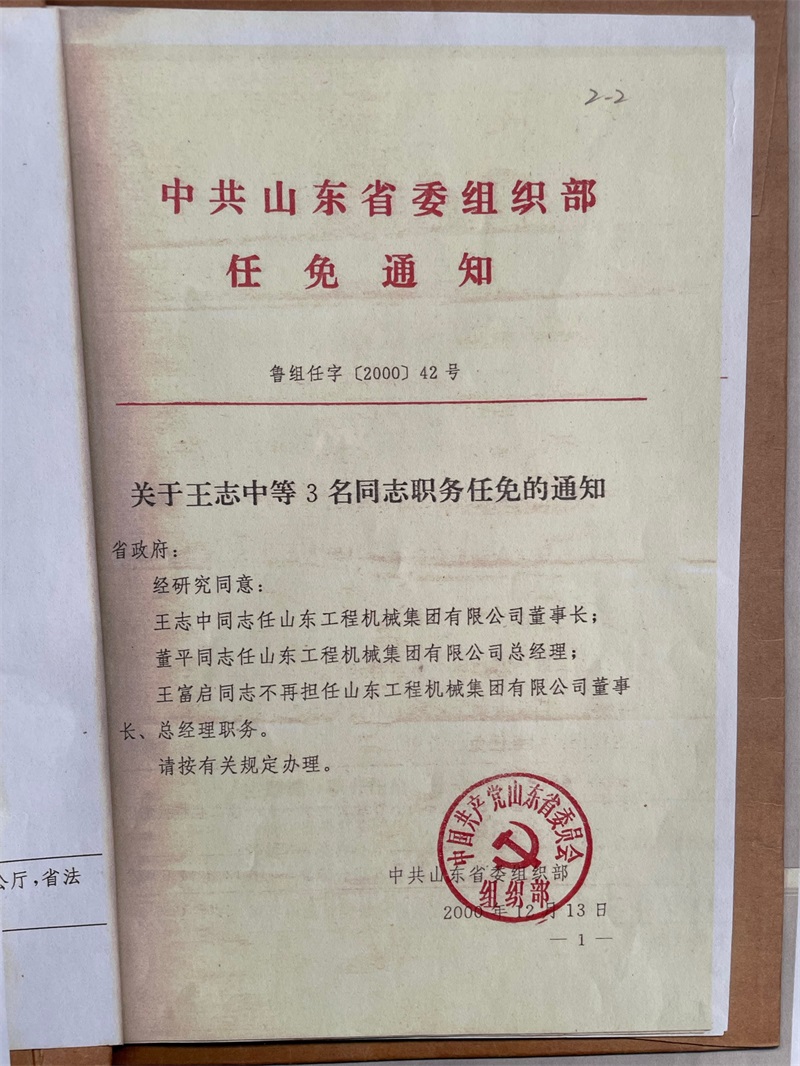 2-2
中共山东省委组织部
任免通知
鲁组任字〔2000〕42号
关于王志中等3名同志职务任免的通知
省政府：
经研究同意：
王志中同志任山东工程机械集团有限公司董事长；
董平同志任山东工程机械集团有限公司总经理；
王富启同志不再担任山东工程机械集团有限公司董事
长、总经理职务。
请按有关规定办理。
中国共产党山东省委员会
组织部
中共山东省委组织部
2000年12月13日
— 1 —
公厅，省法